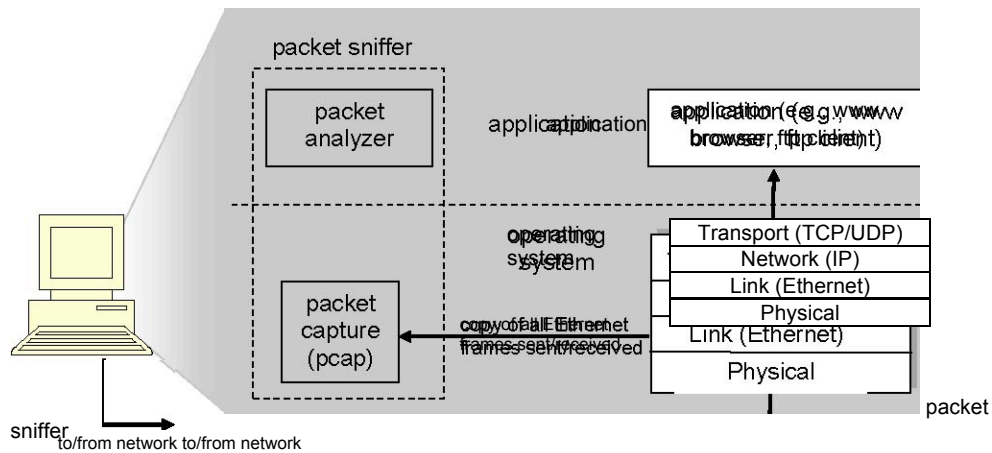 packet sniffer
packet
analyzer
application
application (e.g., www
browser, ftp client)
operating
system
Transport (TCP/UDP)
Network (IP)
Link (Ethernet)
Physical
packet
capture
(pcap)
copy of all Ethernet
frames sent/received
Link (Ethernet)
Physical
packet
sniffer
to/from network to/from network